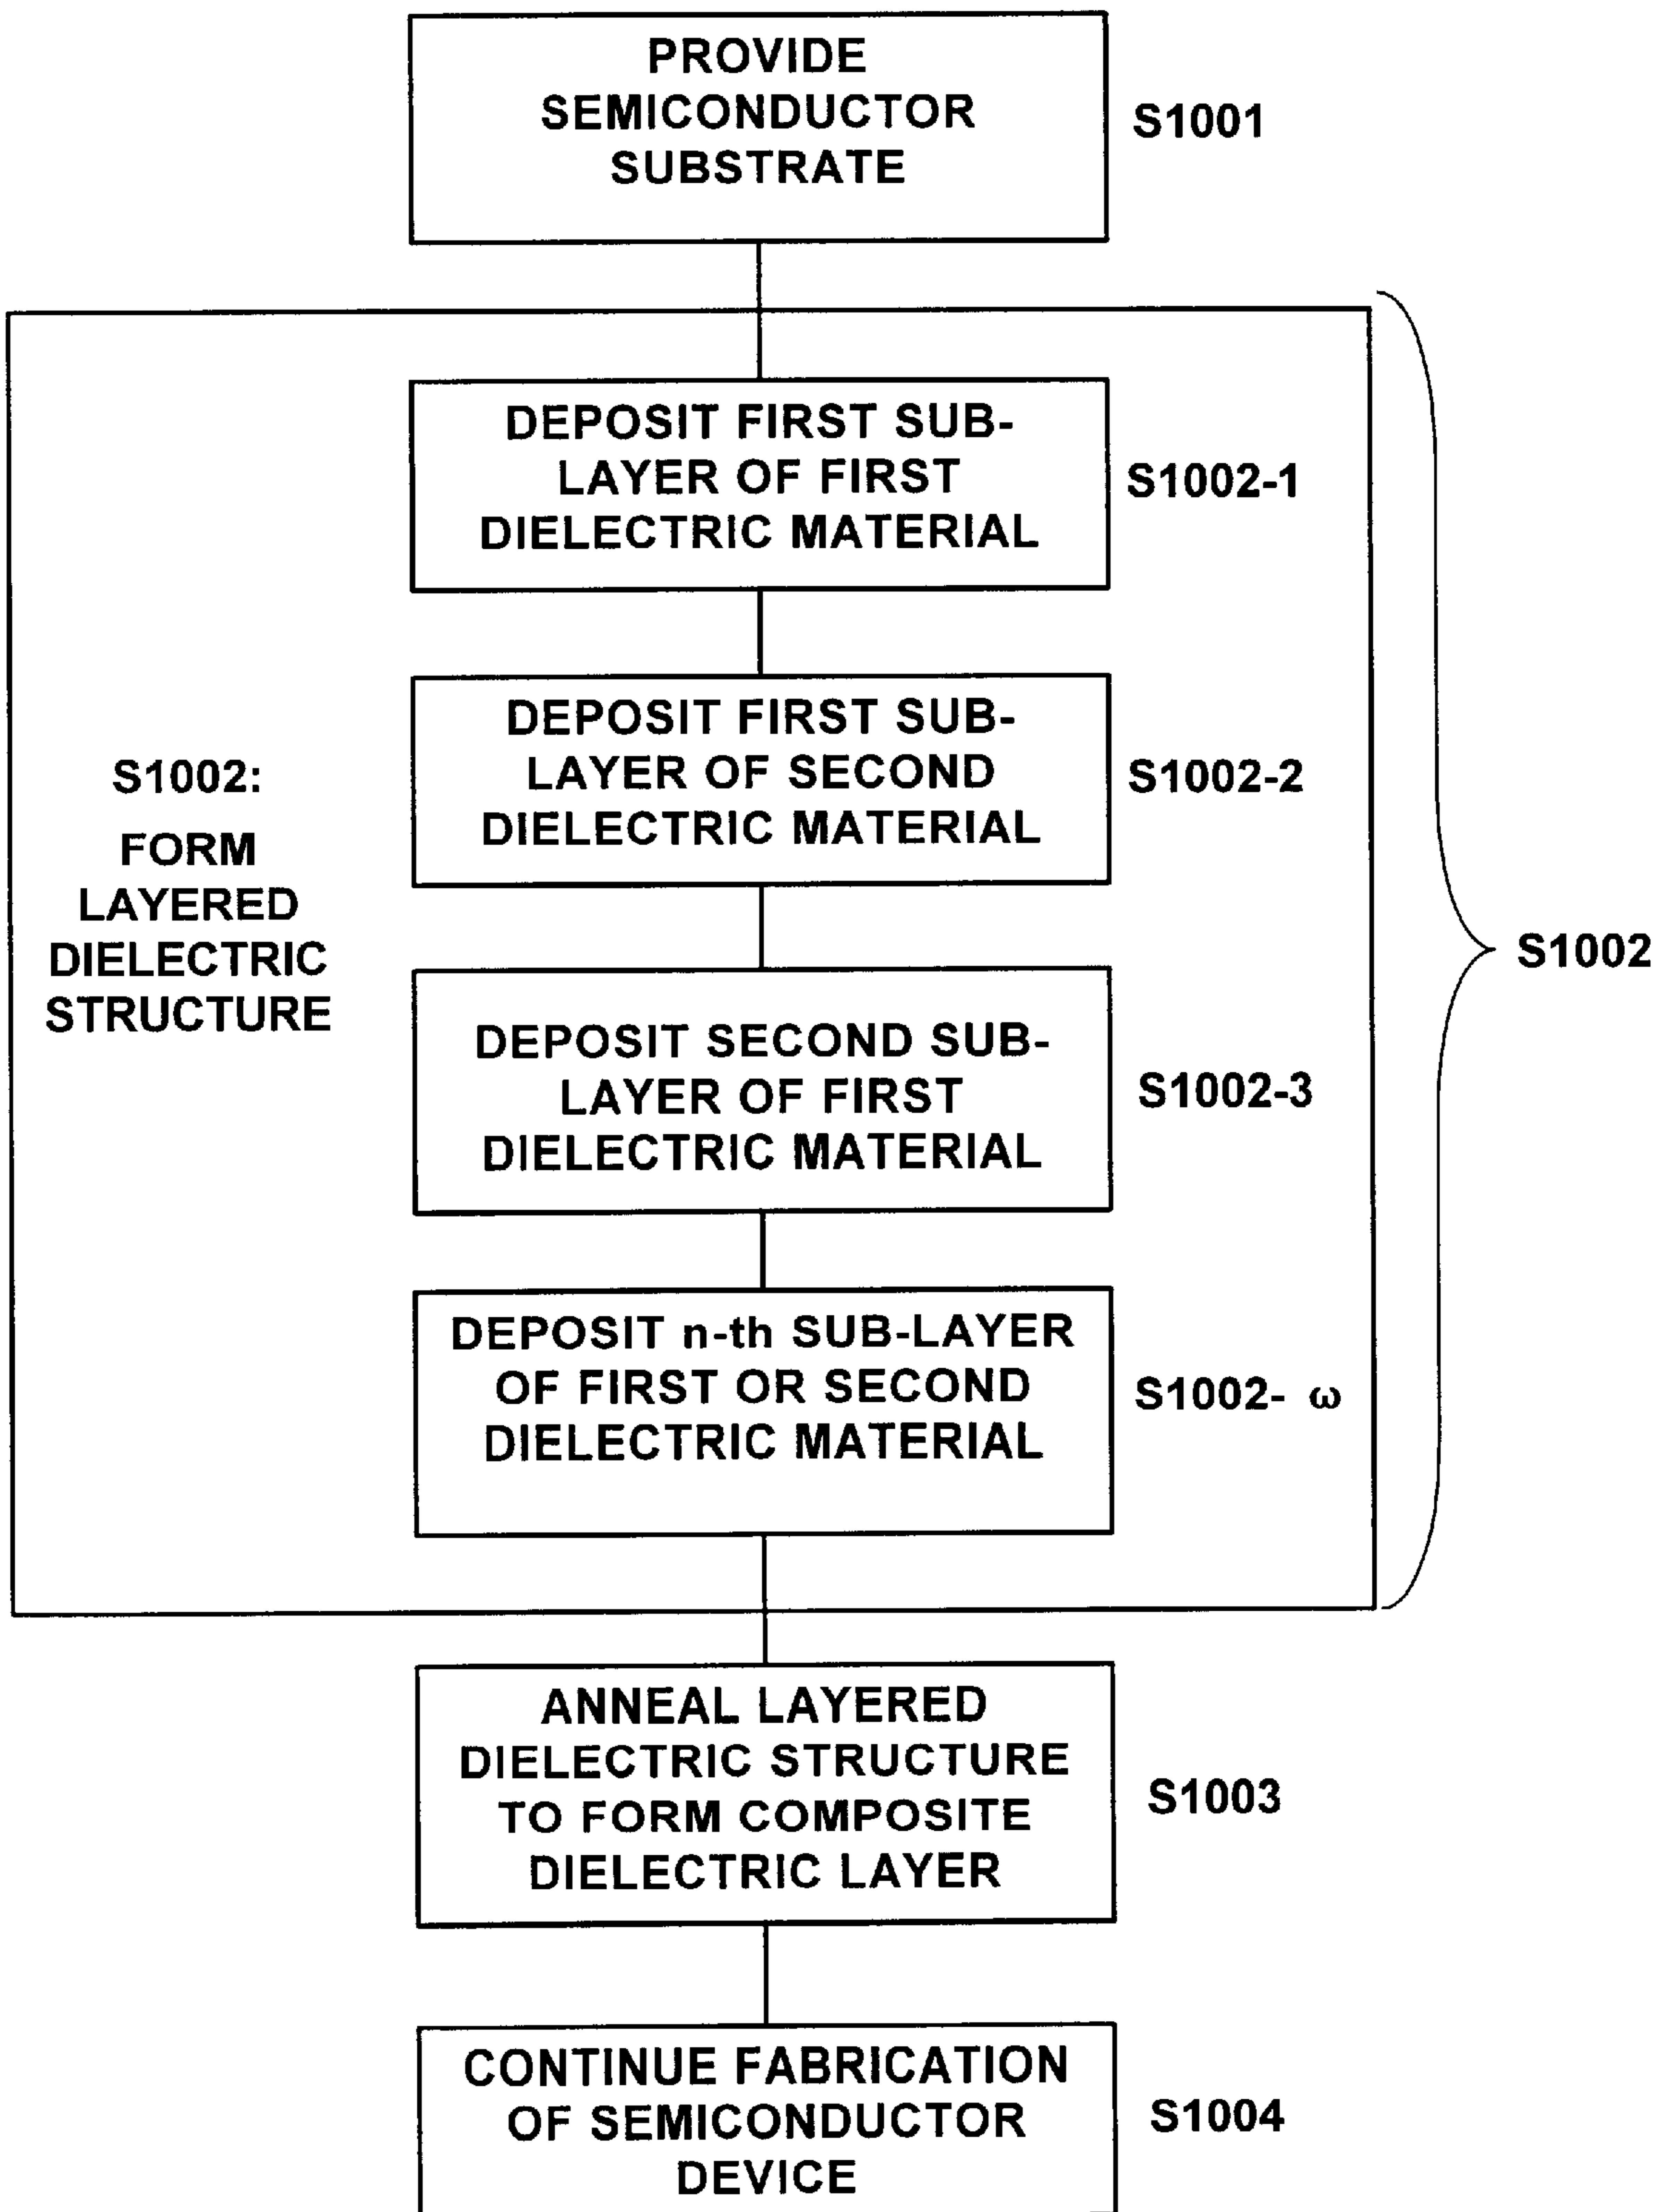 PROVIDE
SEMICONDUCTOR
SUBSTRATE
S1001
DEPOSIT FIRST SUB-
LAYER OF FIRST
DIELECTRIC MATERIAL
S1002-1
DEPOSIT FIRST SUB-
LAYER OF SECOND
DIELECTRIC MATERIAL
S1002-2
S1002:
FORM
LAYERED
DIELECTRIC
STRUCTURE
S1002
DEPOSIT SECOND SUB-
LAYER OF FIRST
DIELECTRIC MATERIAL
S1002-3
DEPOSIT n-th SUB-LAYER
OF FIRST OR SECOND
DIELECTRIC MATERIAL
S1002- ω
ANNEAL LAYERED
DIELECTRIC STRUCTURE
TO FORM COMPOSITE
DIELECTRIC LAYER
S1003
CONTINUE FABRICATION
OF SEMICONDUCTOR
DEVICE
S1004